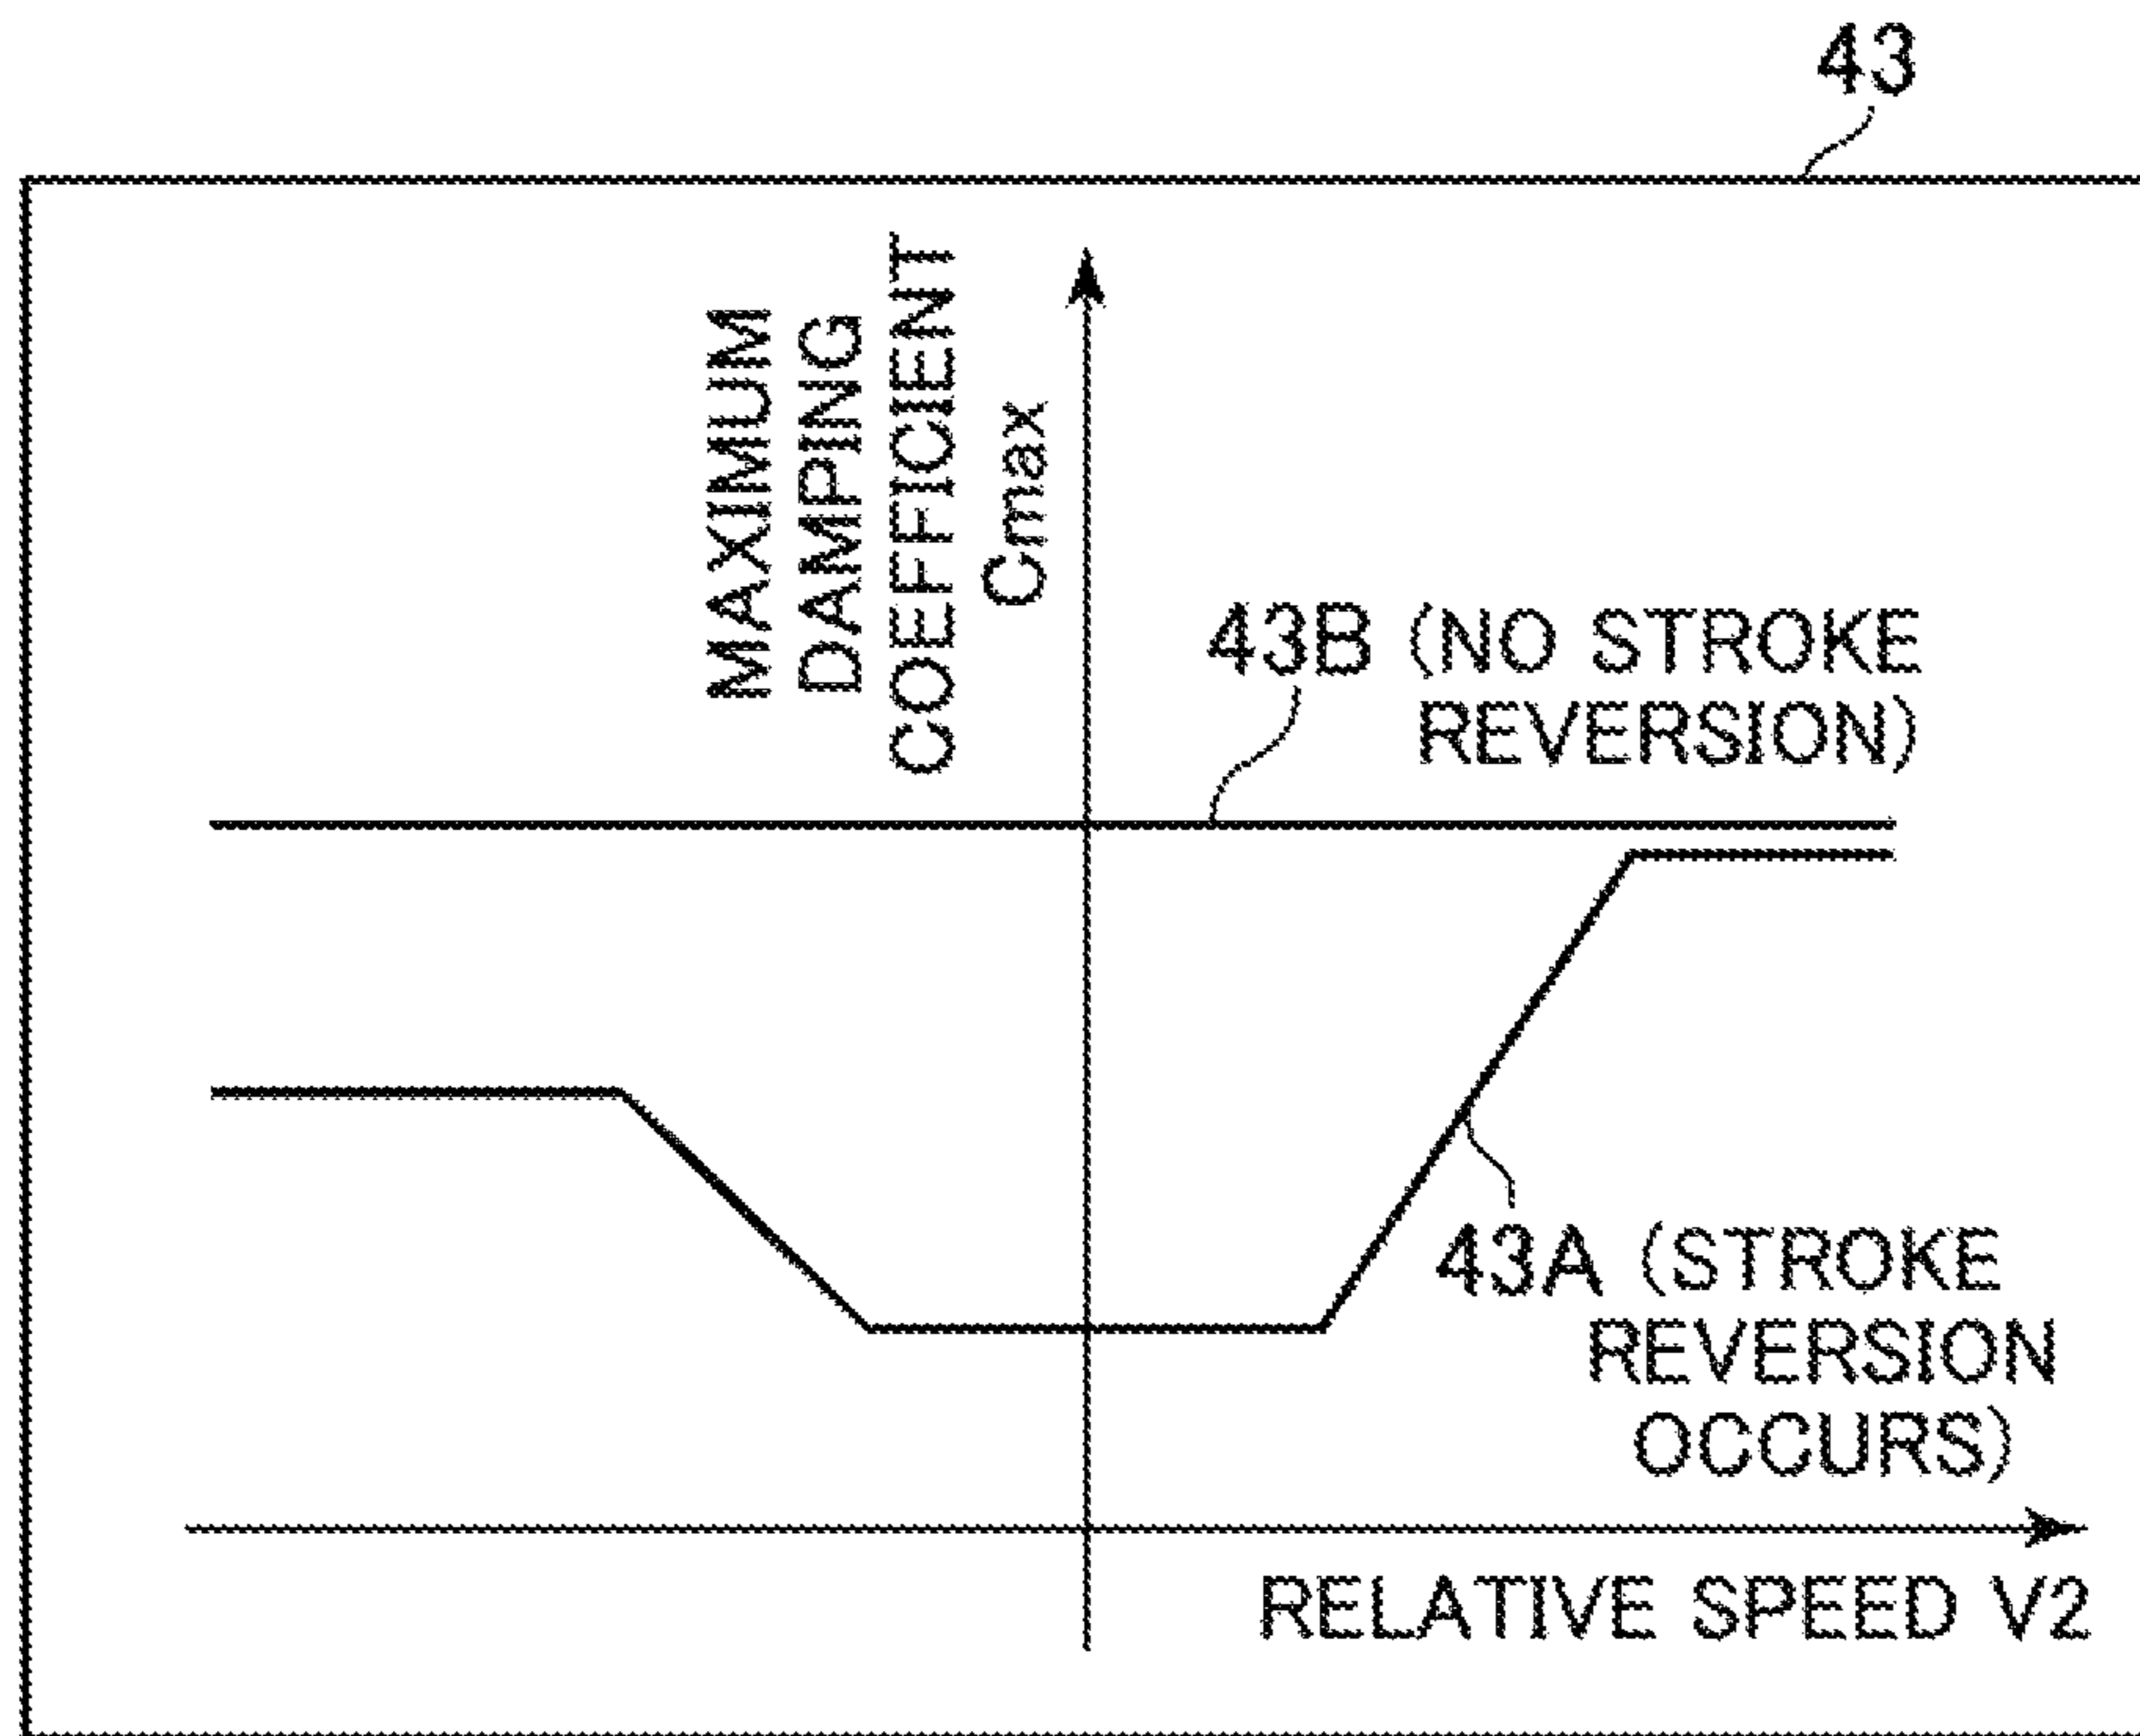 43
MAXIMUM
DAMPING
COEFFICIENT
Cmax
43B (NO STROKE
REVERSION)
43A (STROKE
REVERSION
OCCURS)
RELATIVE SPEED V2